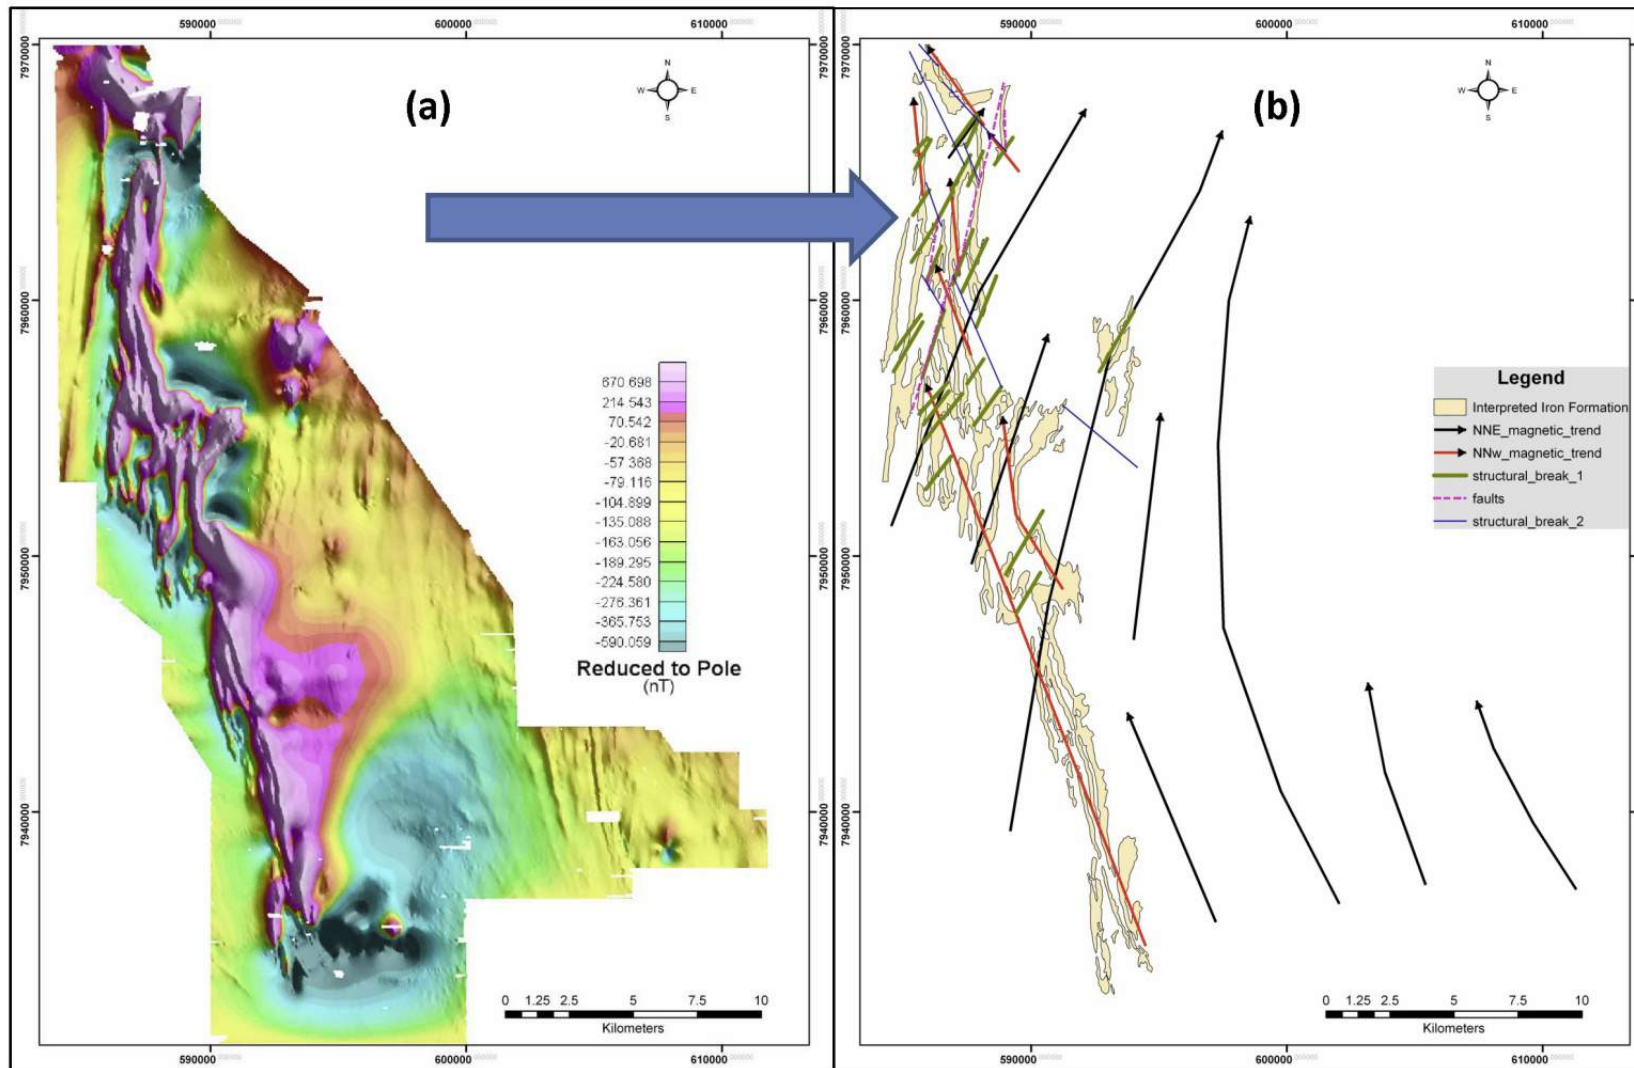 590000
600000
610000
590000
600000
610000
7970000
7960000
7950000
7940000
(a)
N
W
E
S
670.698
214.543
70.542
-20.681
-57.368
-79.116
-104.899
-135.088
-163.056
-189.295
-224.580
-276.361
-365.753
-590.059
Reduced to Pole
(nT)
0 1.25 2.5 5 7.5 10
Kilometers
590000
600000
610000
7970000
7960000
7950000
7940000
(b)
N
W
E
S
Legend
Interpreted Iron Formation
NNE_magnetic_trend
NNw_magnetic_trend
structural_break_1
faults
structural_break_2
0 1.25 2.5 5 7.5 10
Kilometers
590000
600000
610000